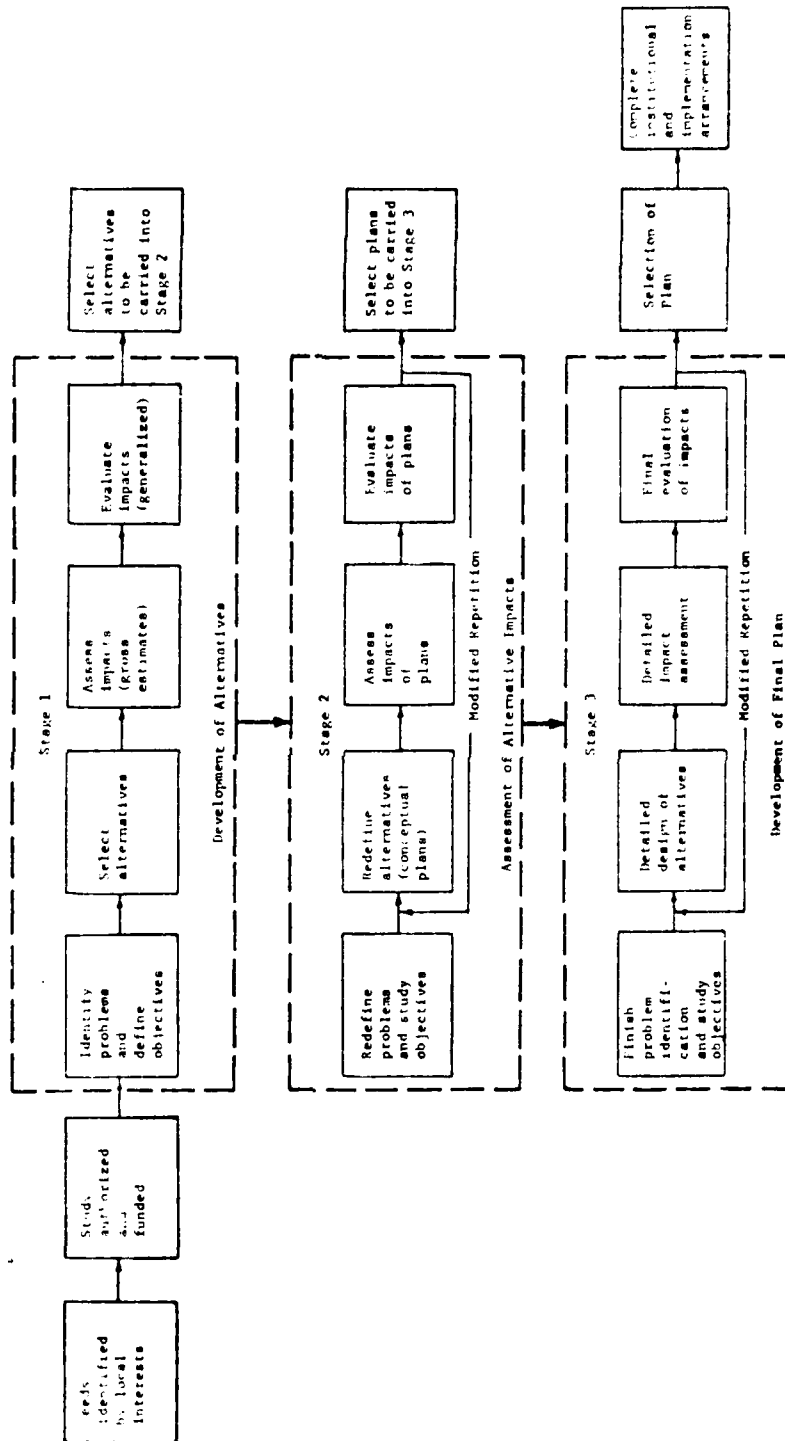 identified
by local
interests
Study
authorized
and
funded
Stage 1
Identify
problems
and
define
objectives
Select
alternatives
Assess
impacts
(gross
estimates)
Evaluate
impacts
(generalized)
Development of Alternatives
Select
alternatives
to be
carried into
Stage 2
Stage 2
Redefine
problems
and study
objectives
Redefine
alternatives
(conceptual
plans)
Assess
impacts
of
plans
Evaluate
impacts
of plans
Modified Repetition
Assessment of Alternative Impacts
Select plans
to be carried
into Stage 3
Stage 3
Finish
problem
identifi-
cation
and study
objectives
Detailed
design of
alternatives
Detailed
impact
assessment
Final
evaluation
of impacts
Modified Repetition
Development of Final Plan
Selection of
Plan
Complete
institutional
and
implementation
arrangements